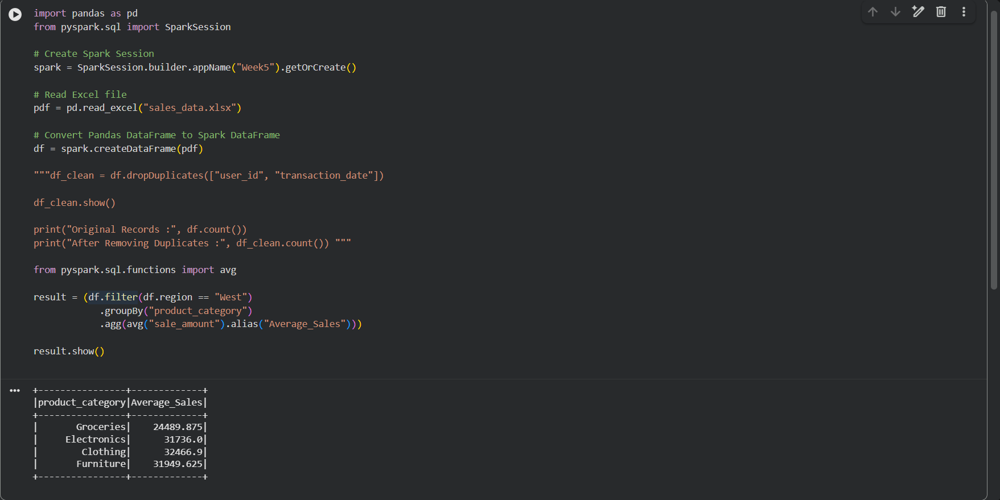 import pandas as pd
from pyspark.sql import SparkSession
# Create Spark Session
spark = SparkSession.builder.appName("Week5").getOrCreate()
# Read Excel file
pdf = pd.read_excel("sales_data.xlsx")
# Convert Pandas DataFrame to Spark DataFrame
df = spark.createDataFrame(pdf)
"""df_clean = df.dropDuplicates(["user_id", "transaction_date"])
df_clean.show()
print("Original Records :", df.count())
print("After Removing Duplicates :", df_clean.count()) """
from pyspark.sql.functions import avg
result = (df.filter(df.region == "West")
            .groupBy("product_category")
            .agg(avg("sale_amount").alias("Average_Sales")))
result.show()
+----------------+-------------+
|product_category|Average_Sales|
+----------------+-------------+
|       Groceries|    24489.875|
|     Electronics|      31736.0|
|        Clothing|      32466.9|
|       Furniture|    31949.625|
+----------------+-------------+